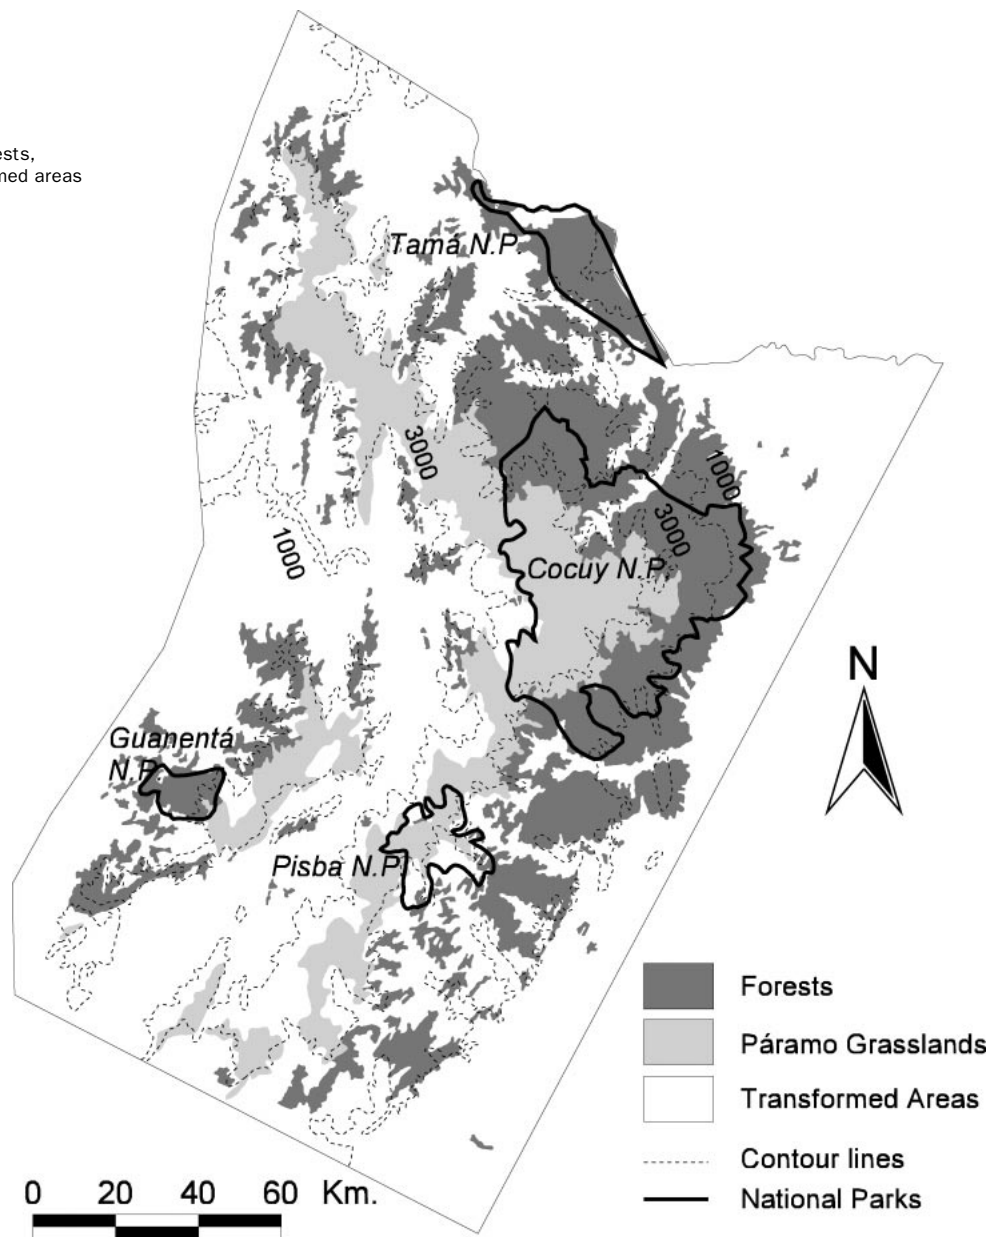 ests,
med areas
Tamá N.P.
3000
1000
3000
1000
Cocuy N.P.
N
Guanentá
N.P.
Pisba N.P.
Forests
Páramo Grasslands
Transformed Areas
Contour lines
National Parks
0 20 40 60 Km.